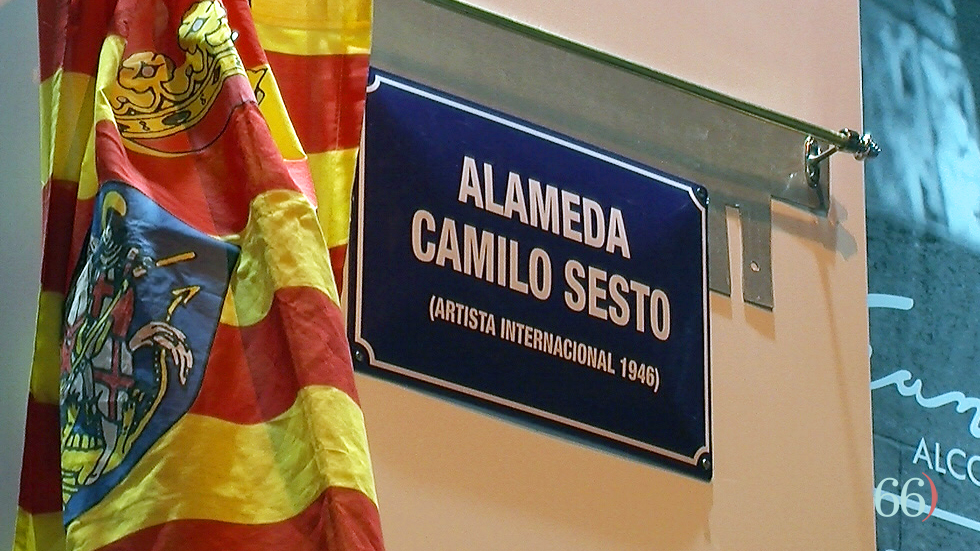 ALAMEDA
CAMILO SESTO
(ARTISTA INTERNACIONAL 1946)
ALCO
66)